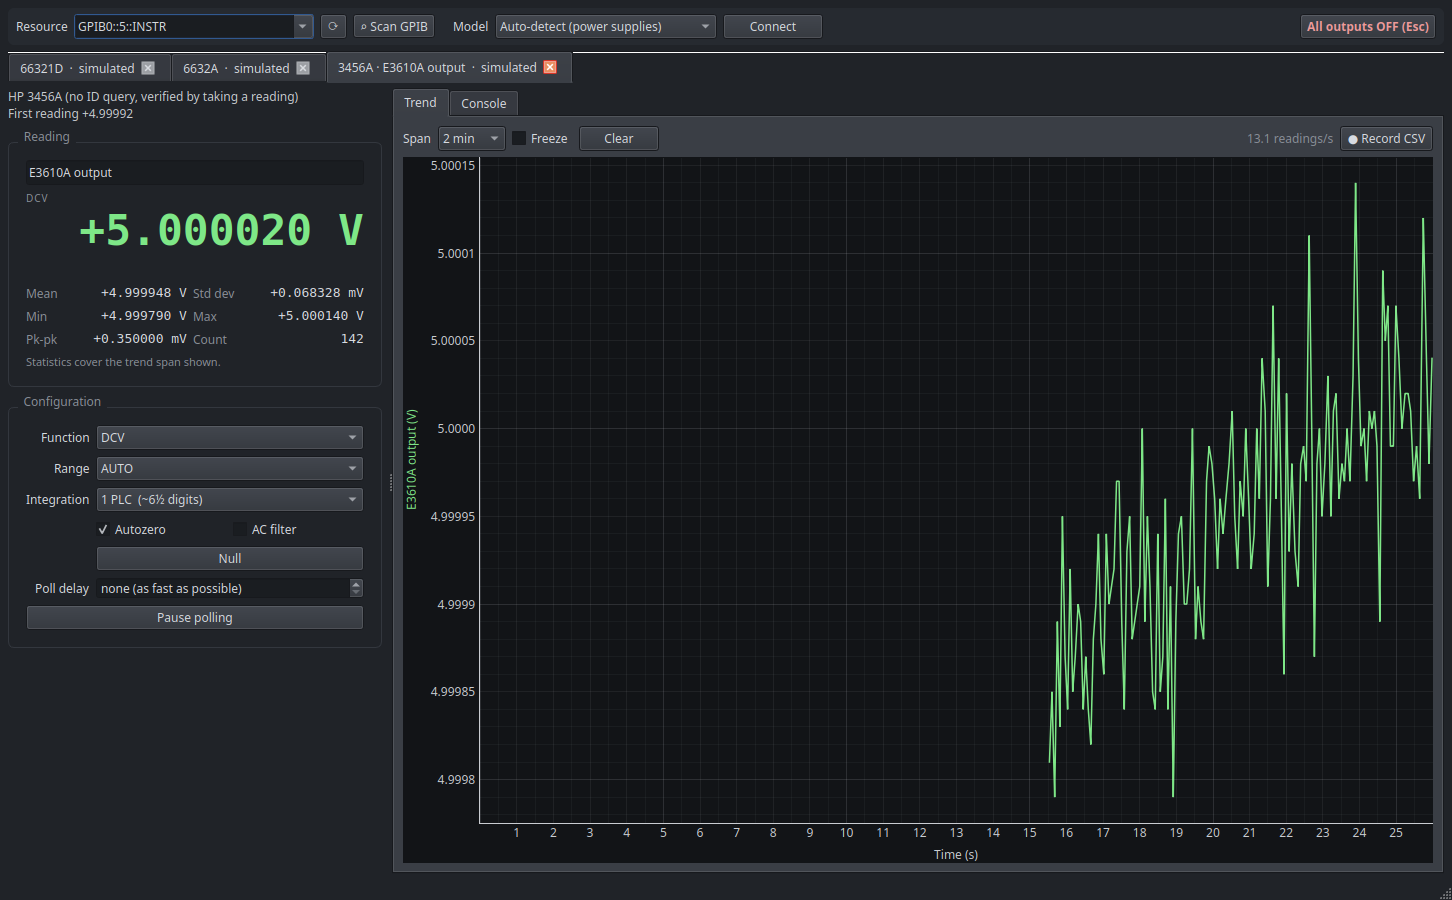 Resource GPIB0::5::INSTR Scan GPIB Model Auto-detect (power supplies) Connect All outputs OFF (Esc)
66321D · simulated 6632A · simulated 3456A · E3610A output · simulated
HP 3456A (no ID query, verified by taking a reading)
First reading +4.99992
Reading
E3610A output
DCV
+5.000020 V
Mean +4.999948 V Std dev +0.068328 mV
Min +4.999790 V Max +5.000140 V
Pk-pk +0.350000 mV Count 142
Statistics cover the trend span shown.
Configuration
Function DCV
Range AUTO
Integration 1 PLC (~6½ digits)
Autozero AC filter
Null
Poll delay none (as fast as possible)
Pause polling
Trend Console
Span 2 min Freeze Clear 13.1 readings/s Record CSV
5.00015
5.0001
5.00005
5.0000
4.99995
4.9999
4.99985
4.9998
E3610A output (V)
1 2 3 4 5 6 7 8 9 10 11 12 13 14 15 16 17 18 19 20 21 22 23 24 25
Time (s)